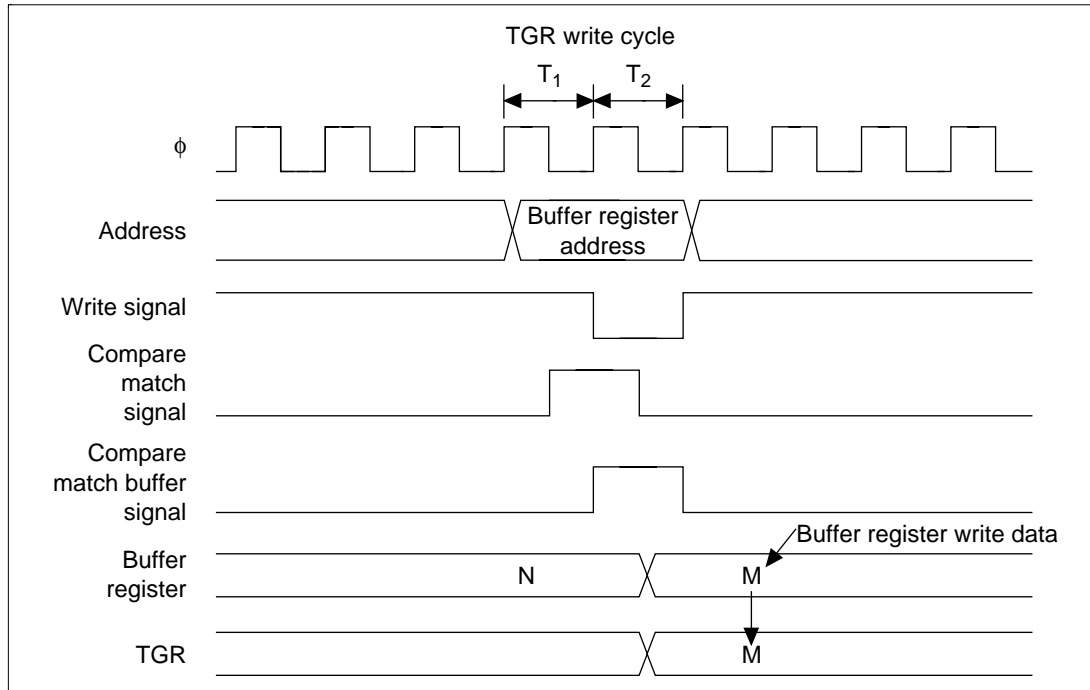 TGR write cycle
T1 T2
ϕ
Address
Buffer register
address
Write signal
Compare
match
signal
Compare
match buffer
signal
Buffer register write data
Buffer
register
N M
TGR
M